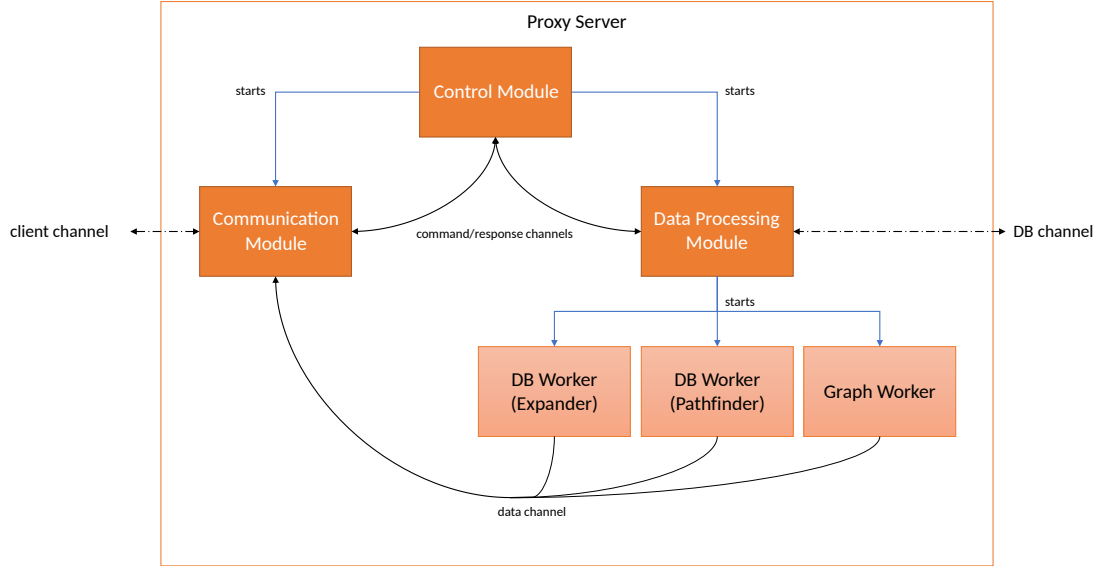 Proxy Server
Control Module
starts
starts
Communication
Module
Data Processing
Module
client channel
command/response channels
DB channel
starts
DB Worker
(Expander)
DB Worker
(Pathfinder)
Graph Worker
data channel